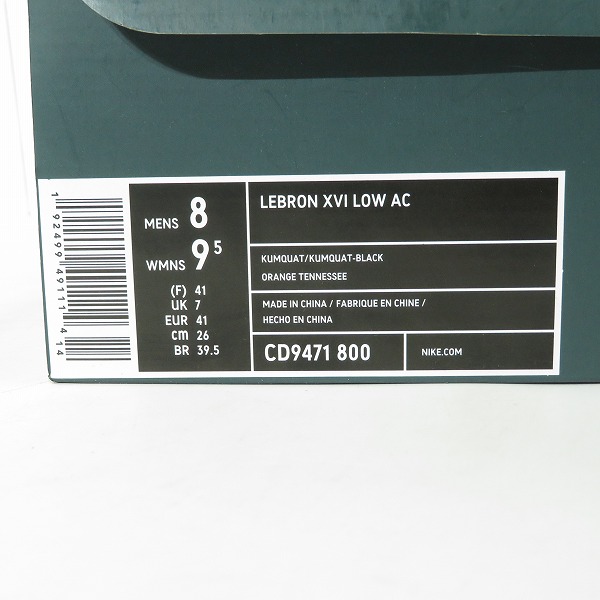 1 92499 49111 4 14
MENS 8
WMNS 9.5
(F) 41
UK 7
EUR 41
cm 26
BR 39.5
LEBRON XVI LOW AC
KUMQUAT/KUMQUAT-BLACK
ORANGE TENNESSEE
MADE IN CHINA / FABRIQUE EN CHINE /
HECHO EN CHINA
CD9471 800
NIKE.COM